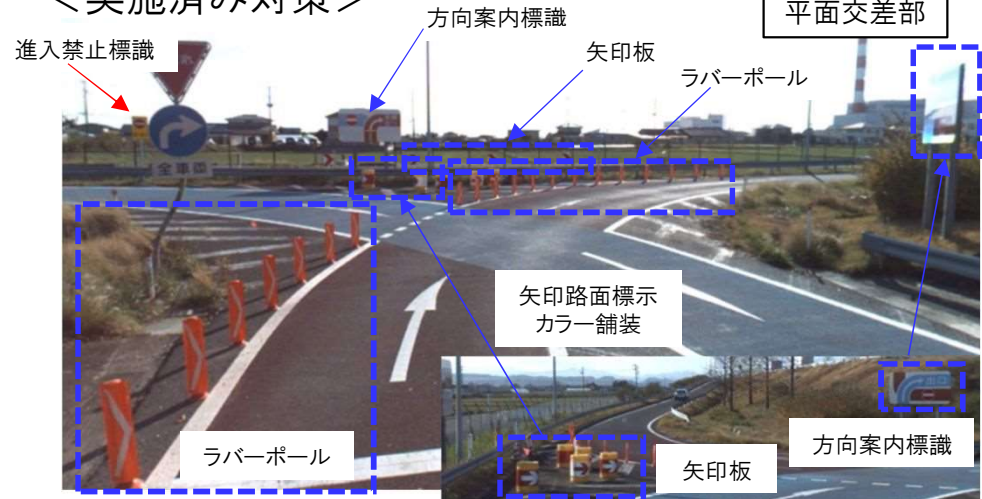 <実施済み対策>
平面交差部
方向案内標識
進入禁止標識
矢印板
ラバーポール
全車両
矢印路面標示
カラー舗装
ラバーポール
矢印板
方向案内標識